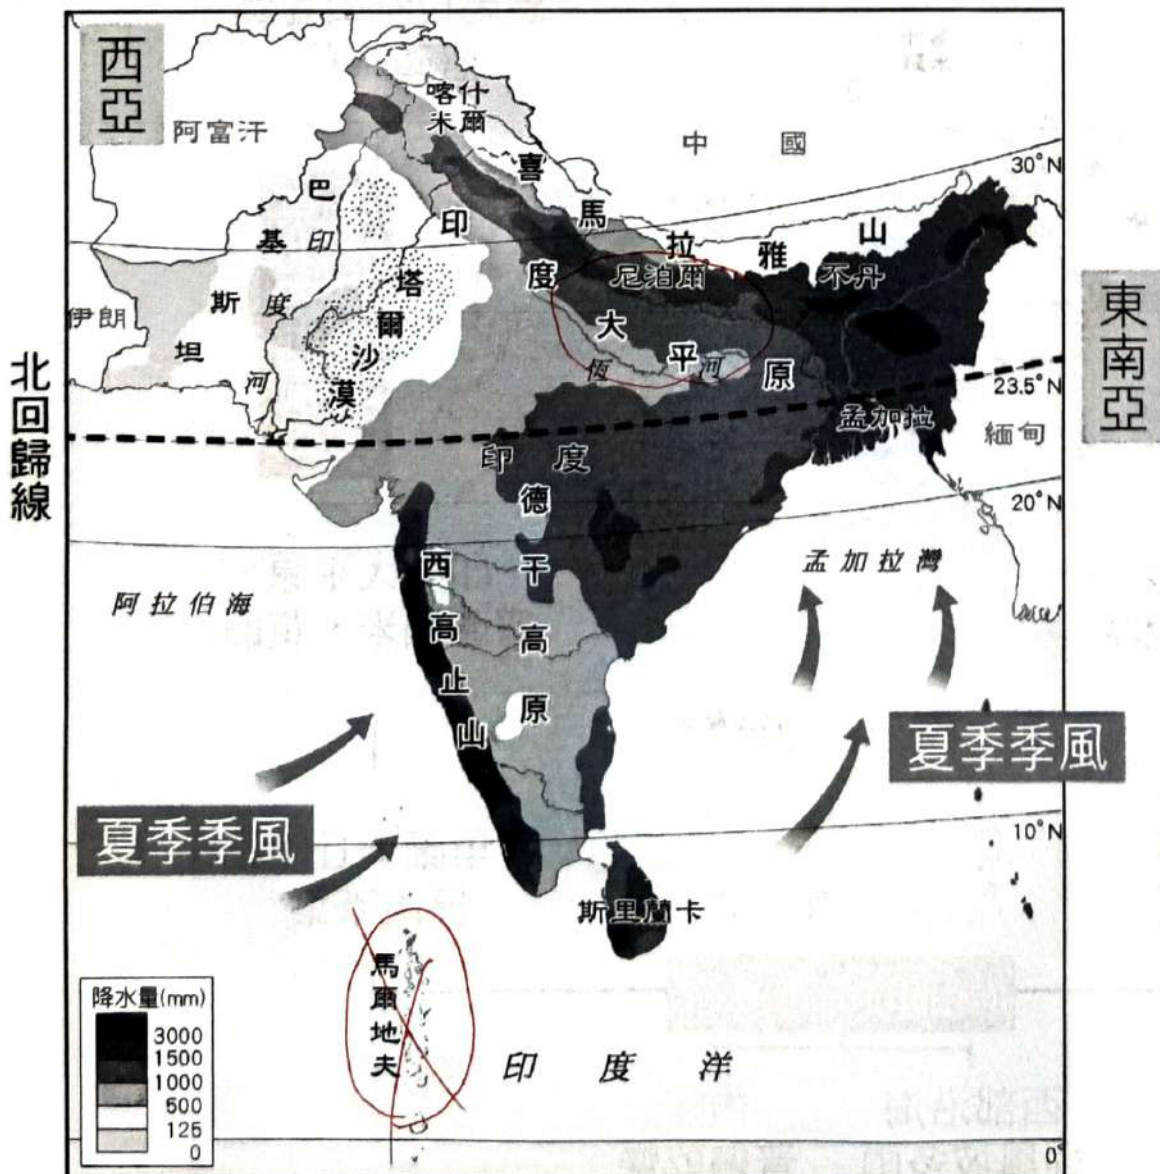 西亞
阿富汗
喀什米爾
中國
30°N
喜馬拉雅山
巴基斯坦
印度河
印度大平原
尼泊爾
不丹
塔爾沙漠
伊朗
恆河
東南亞
北回歸線
23.5°N
孟加拉
緬甸
印度
德干高原
20°N
西高止山
阿拉伯海
孟加拉灣
夏季季風
夏季季風
10°N
斯里蘭卡
馬爾地夫
印度洋
降水量(mm)
3000
1500
1000
500
125
0
0°